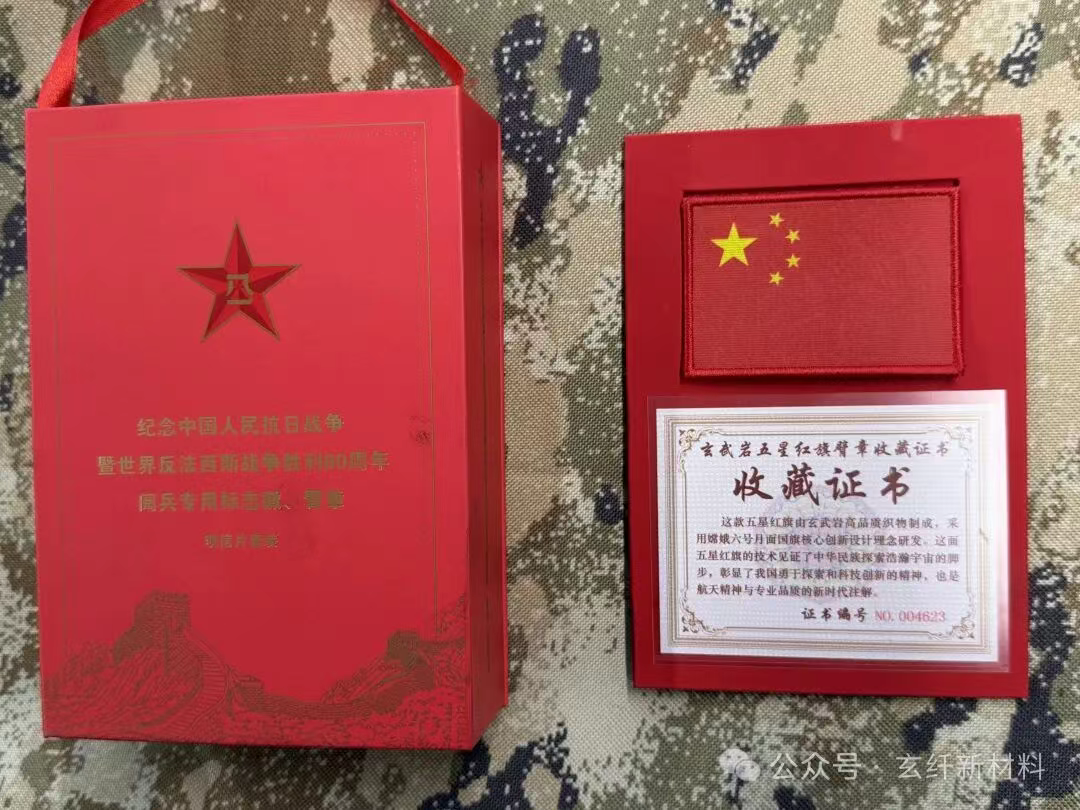 八一
纪念中国人民抗日战争
暨世界反法西斯战争胜利80周年
阅兵专用标志徽、臂章
玄武岩五星红旗臂章收藏证书
收藏证书
这款五星红旗由玄武岩高品质织物制成,采
用嫦娥六号月面国旗核心创新设计理念研发。这面
五星红旗的技术见证了中华民族探索浩瀚宇宙的脚
步,彰显了我国勇于探索和科技创新的精神,也是
航天精神与专业品质的新时代注解。
证书编号 NO.004623
公众号·玄纤新材料